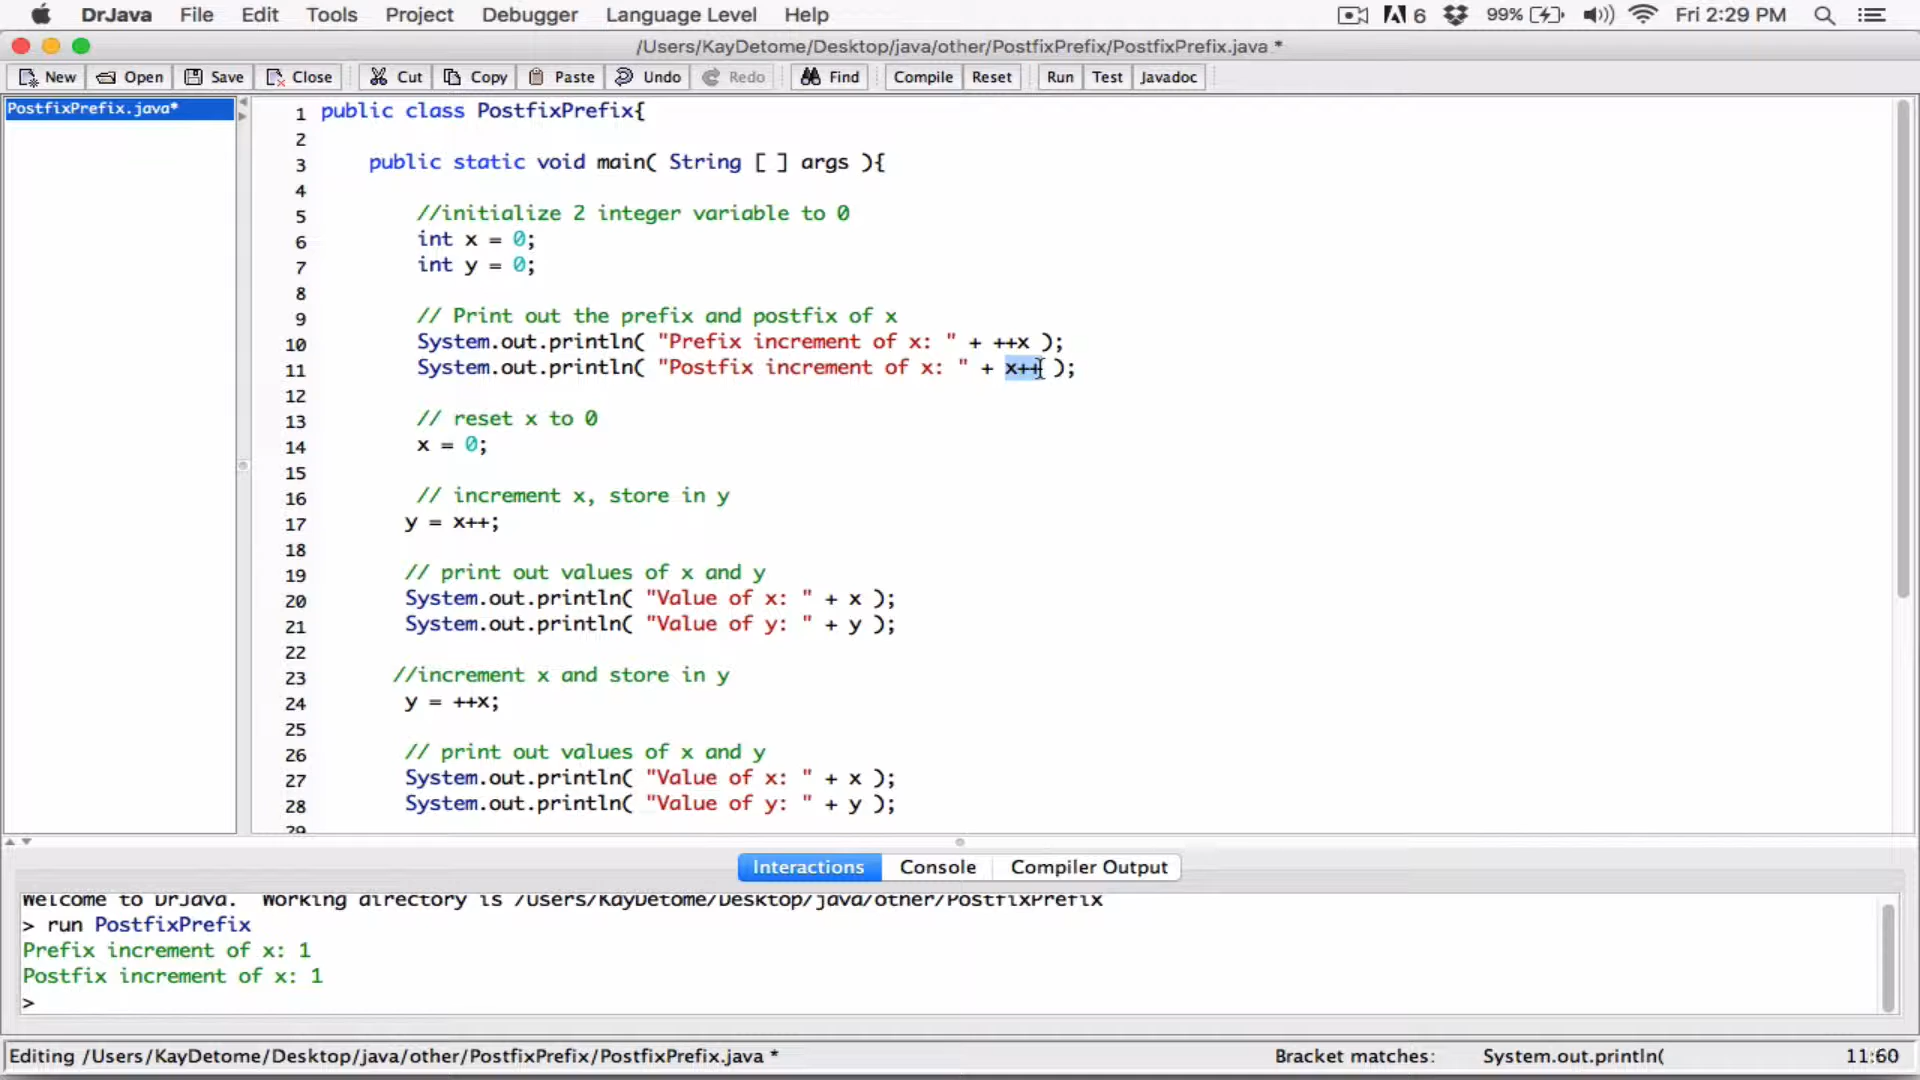 DrJava File Edit Tools Project Debugger Language Level Help 6 99% Fri 2:29 PM
/Users/KayDetome/Desktop/java/other/PostfixPrefix/PostfixPrefix.java *
New Open Save Close Cut Copy Paste Undo Redo Find Compile Reset Run Test Javadoc
PostfixPrefix.java*
1 public class PostfixPrefix{
2
3 public static void main( String [ ] args ){
4
5 //initialize 2 integer variable to 0
6 int x = 0;
7 int y = 0;
8
9 // Print out the prefix and postfix of x
10 System.out.println( "Prefix increment of x: " + ++x );
11 System.out.println( "Postfix increment of x: " + x++ );
12
13 // reset x to 0
14 x = 0;
15
16 // increment x, store in y
17 y = x++;
18
19 // print out values of x and y
20 System.out.println( "Value of x: " + x );
21 System.out.println( "Value of y: " + y );
22
23 //increment x and store in y
24 y = ++x;
25
26 // print out values of x and y
27 System.out.println( "Value of x: " + x );
28 System.out.println( "Value of y: " + y );
29
Interactions Console Compiler Output
Welcome to DrJava. Working directory is /Users/KayDetome/Desktop/java/other/PostfixPrefix
> run PostfixPrefix
Prefix increment of x: 1
Postfix increment of x: 1
>
Editing /Users/KayDetome/Desktop/java/other/PostfixPrefix/PostfixPrefix.java * Bracket matches: System.out.println( 11:60